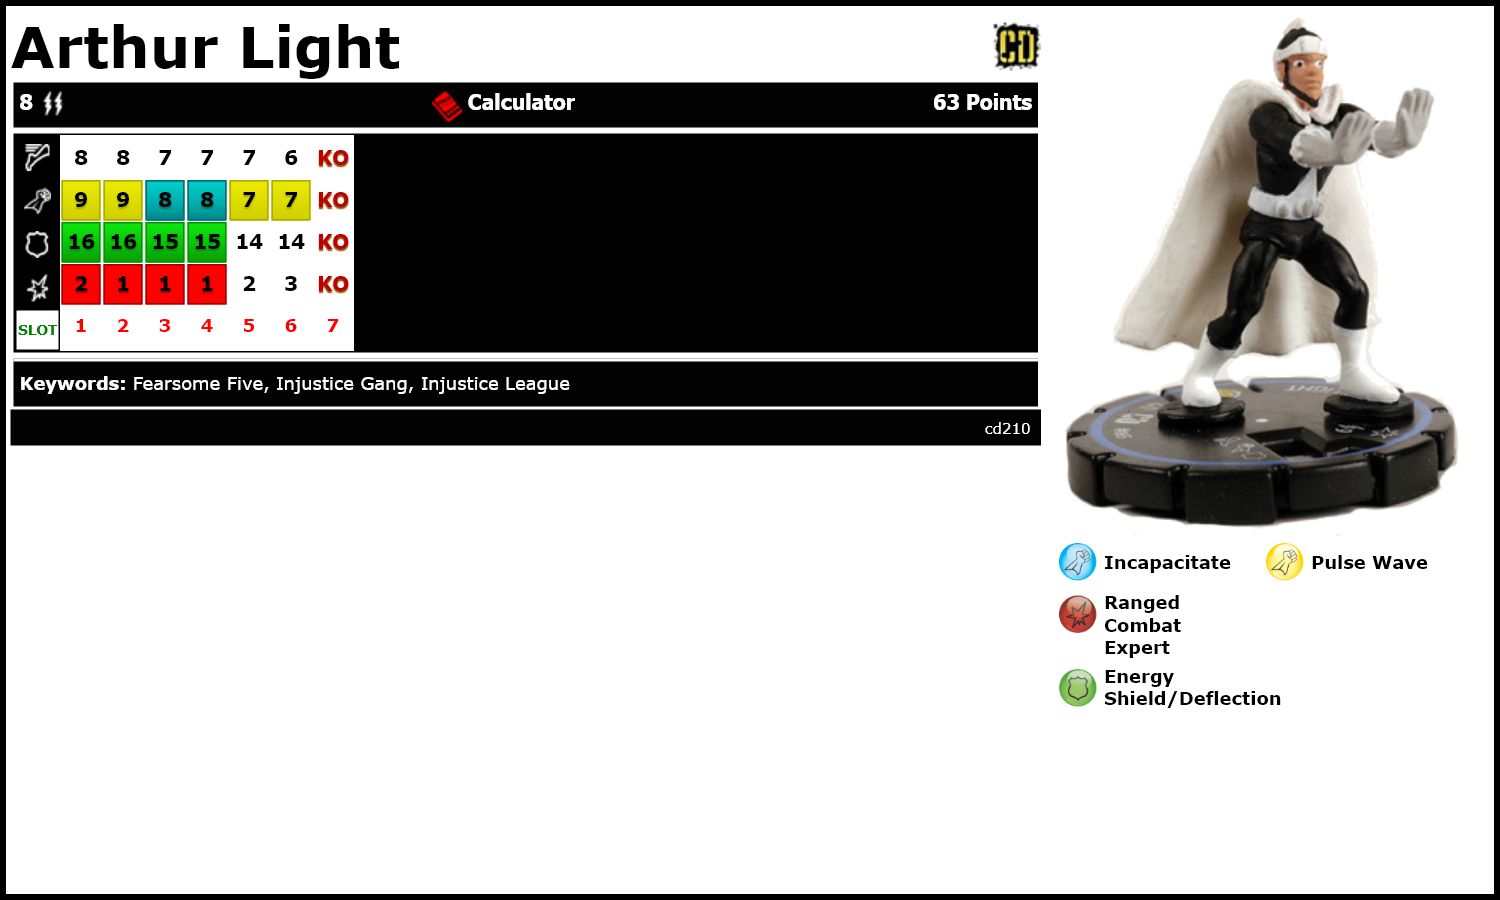 Arthur Light
CD
8 Calculator 63 Points
8 8 7 7 7 6 KO
9 9 8 8 7 7 KO
16 16 15 15 14 14 KO
2 1 1 1 2 3 KO
SLOT 1 2 3 4 5 6 7
Keywords: Fearsome Five, Injustice Gang, Injustice League
cd210
Incapacitate
Pulse Wave
Ranged
Combat
Expert
Energy
Shield/Deflection